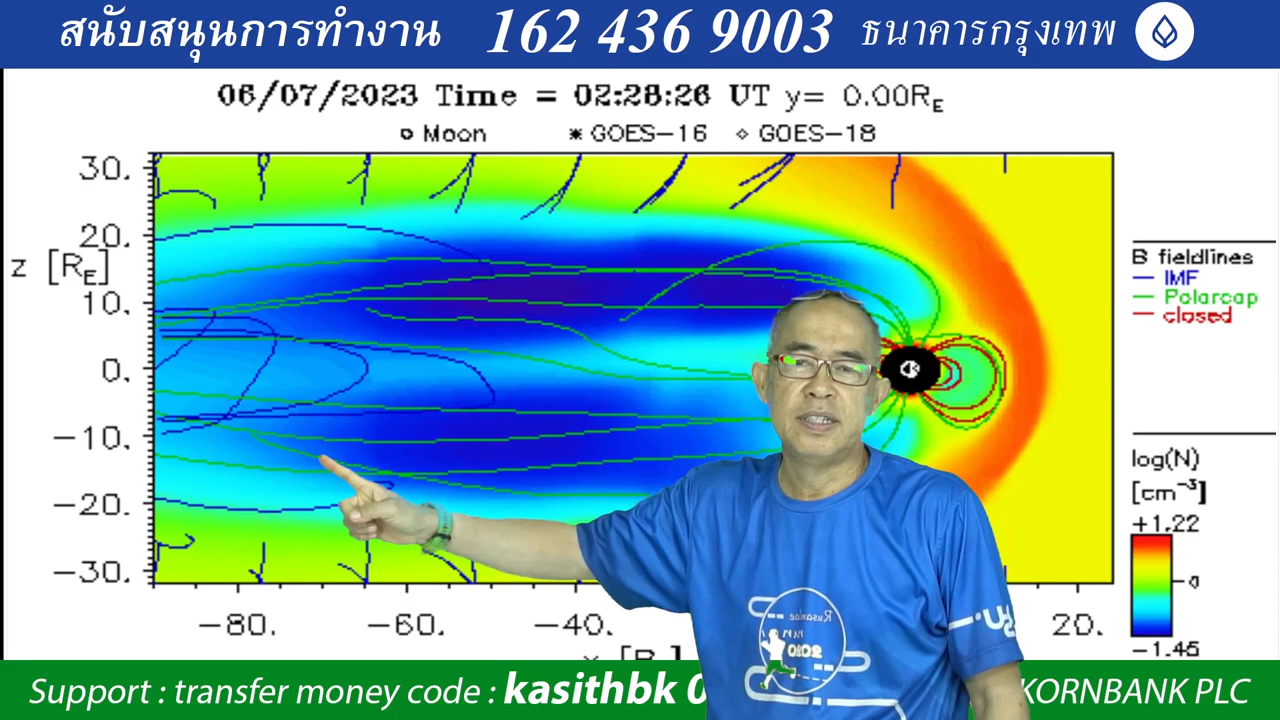 สนับสนุนการทำงาน 162 436 9003 ธนาคารกรุงเทพ
06/07/2023 Time = 02:28:26 UT y= 0.00RE
Moon GOES-16 GOES-18
30.
20.
z [RE]
10.
0.
-10.
-20.
-30.
B fieldlines
IMF
Polarcap
closed
log(N)
[cm-3]
+1.22
0
-1.45
-80. -60. -40. 20.
Support : transfer money code : kasithbk 0 KORNBANK PLC